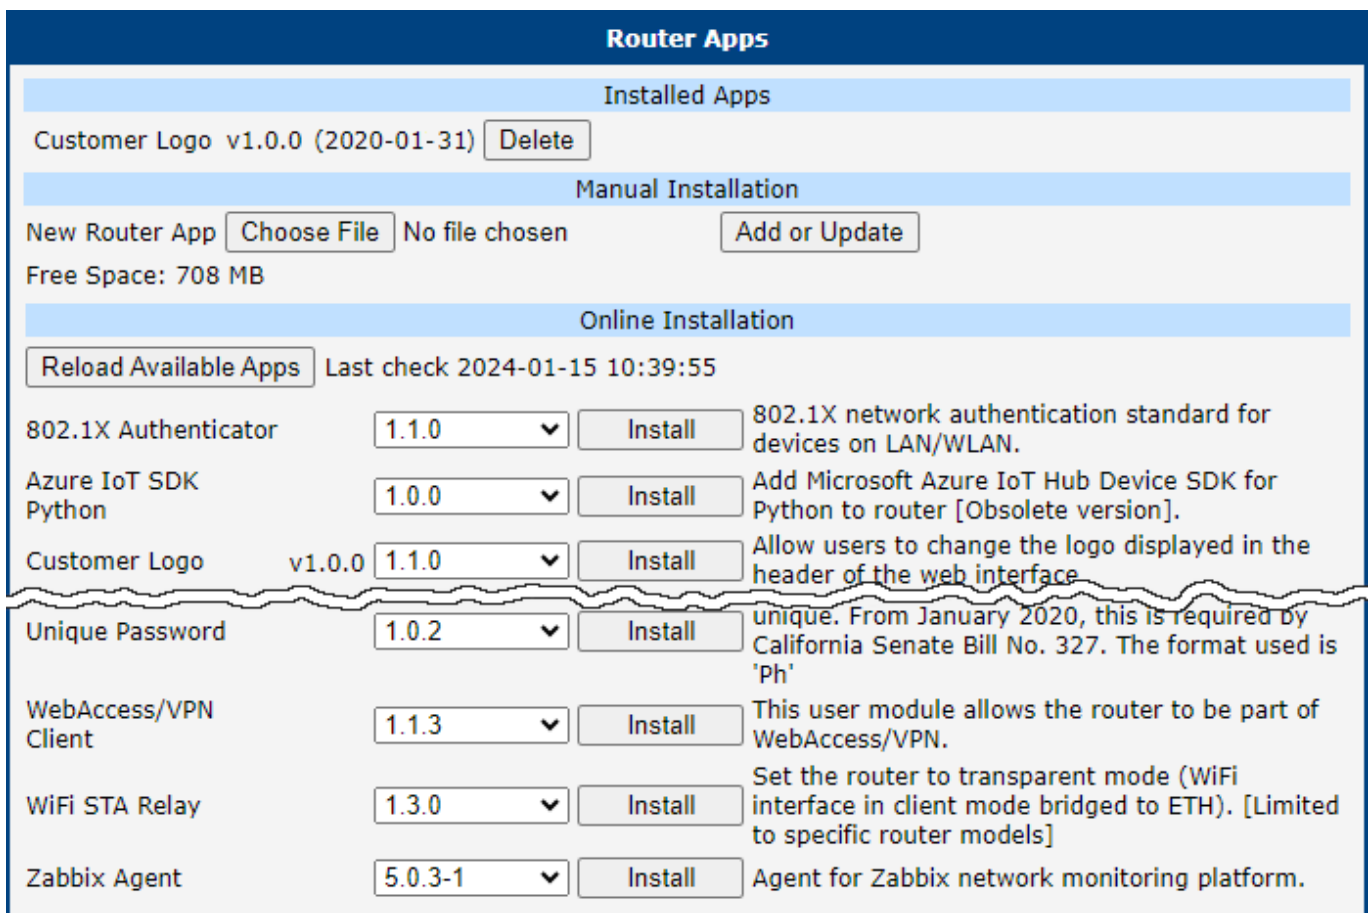 Router Apps
Installed Apps
Customer Logo v1.0.0 (2020-01-31) Delete
Manual Installation
New Router App Choose File No file chosen Add or Update
Free Space: 708 MB
Online Installation
Reload Available Apps Last check 2024-01-15 10:39:55
802.1X Authenticator 1.1.0 Install 802.1X network authentication standard for
devices on LAN/WLAN.
Azure IoT SDK
Python 1.0.0 Install Add Microsoft Azure IoT Hub Device SDK for
Python to router [Obsolete version].
Customer Logo v1.0.0 1.1.0 Install Allow users to change the logo displayed in the
header of the web interface
Unique Password 1.0.2 Install unique. From January 2020, this is required by
California Senate Bill No. 327. The format used is
'Ph'
WebAccess/VPN
Client 1.1.3 Install This user module allows the router to be part of
WebAccess/VPN.
WiFi STA Relay 1.3.0 Install Set the router to transparent mode (WiFi
interface in client mode bridged to ETH). [Limited
to specific router models]
Zabbix Agent 5.0.3-1 Install Agent for Zabbix network monitoring platform.